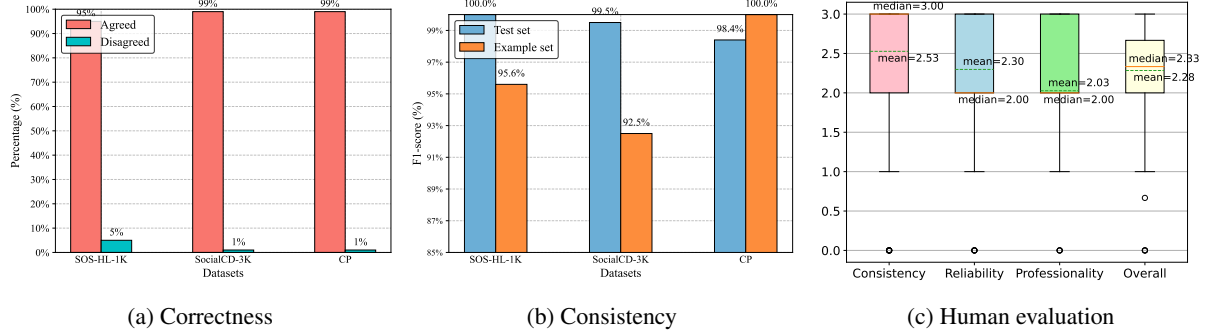 95%
99%
99%
100%
90%
80%
70%
60%
50%
40%
30%
20%
10%
0%
Percentage (%)
Agreed
Disagreed
5%
1%
1%
SOS-HL-1K
SocialCD-3K
CP
Datasets
(a) Correctness
100.0%
99.5%
98.4%
100.0%
95.6%
92.5%
99%
97%
95%
93%
91%
99%
87%
85%
F1-score (%)
Test set
Example set
SOS-HL-1K
SocialCD-3K
CP
Datasets
(b) Consistency
3.0
2.5
2.0
1.5
1.0
0.5
0.0
median=3.00
mean=2.53
mean=2.30
median=2.00
mean=2.03
median=2.00
median=2.33
mean=2.28
Consistency
Reliability
Professionality
Overall
(c) Human evaluation